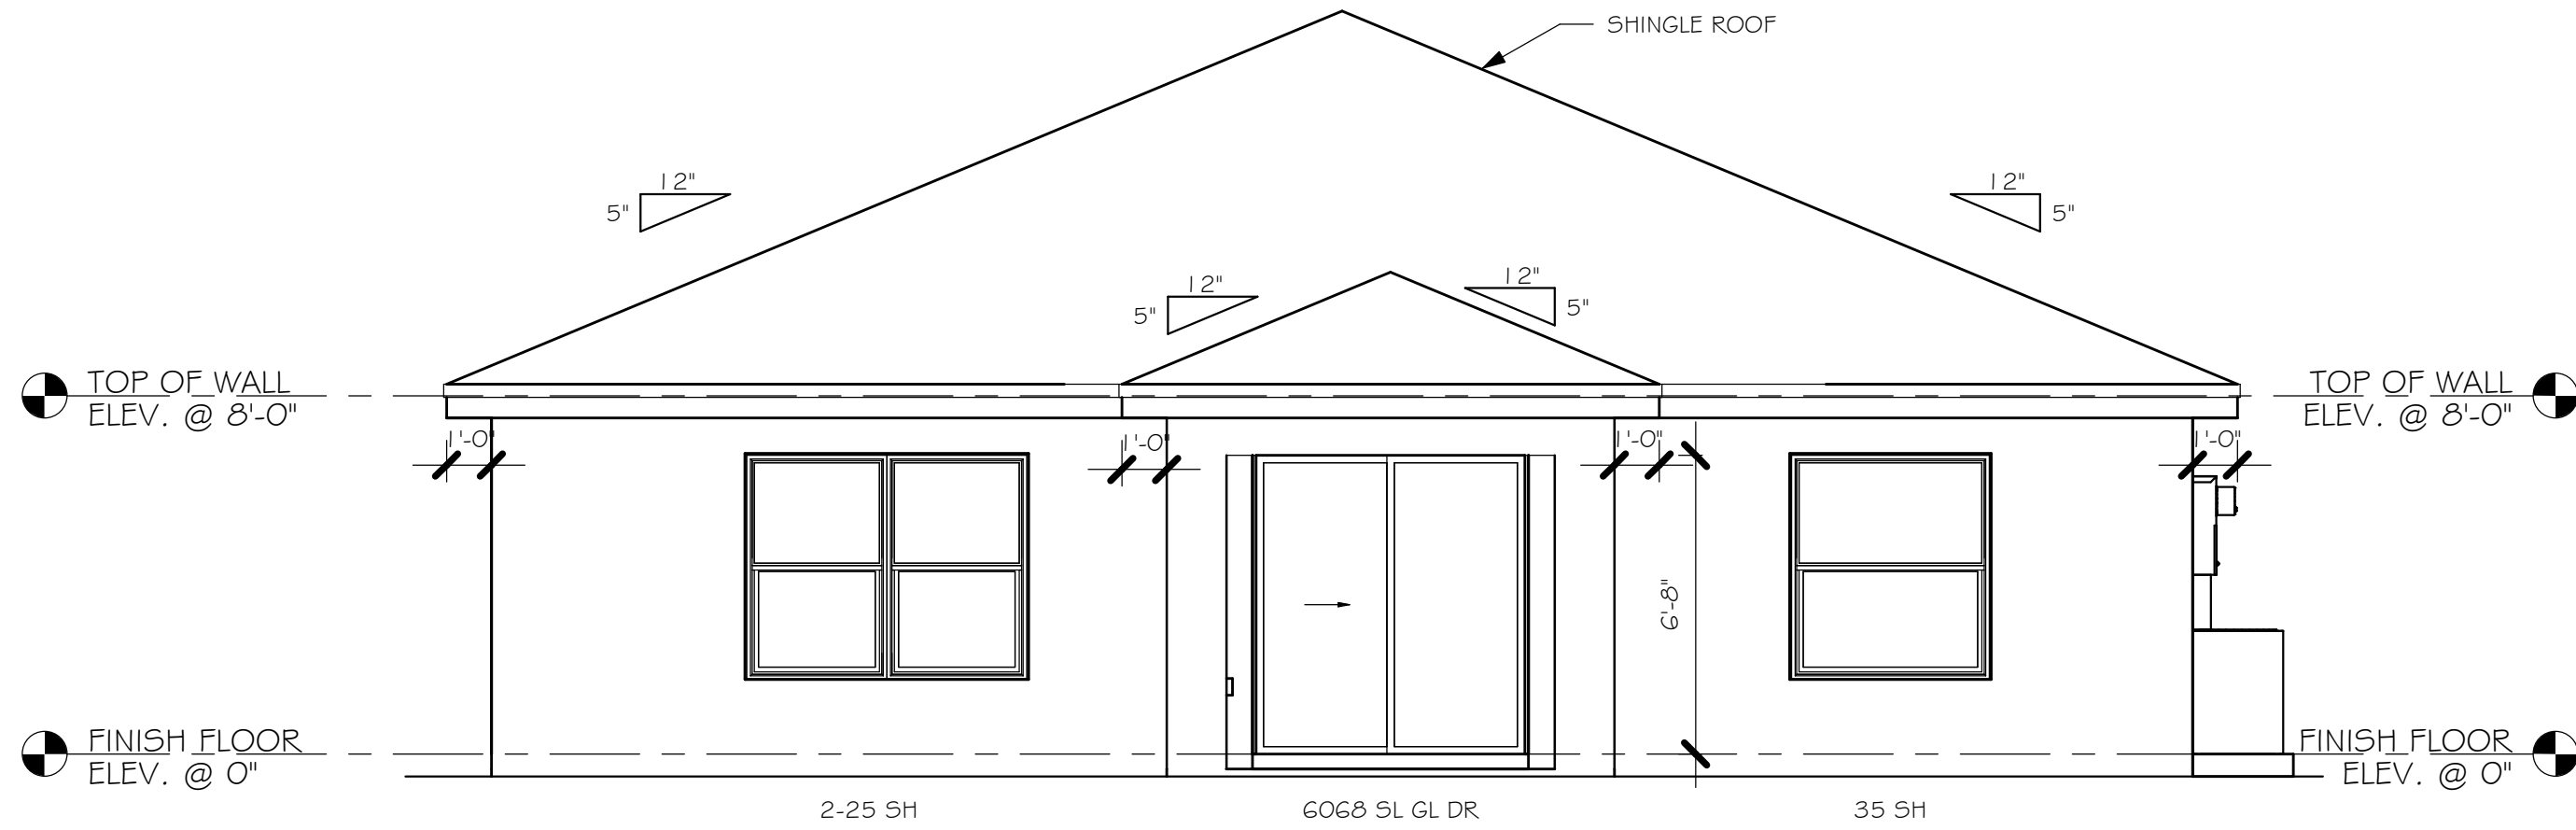 SHINGLE ROOF
12"
5"
12"
5"
12"
5"
12"
5"
TOP OF WALL
ELEV. @ 8'-0"
TOP OF WALL
ELEV. @ 8'-0"
1'-0"
1'-0"
1'-0"
1'-0"
6'-8"
FINISH FLOOR
ELEV. @ 0"
FINISH FLOOR
ELEV. @ 0"
2-25 SH
6068 SL GL DR
35 SH